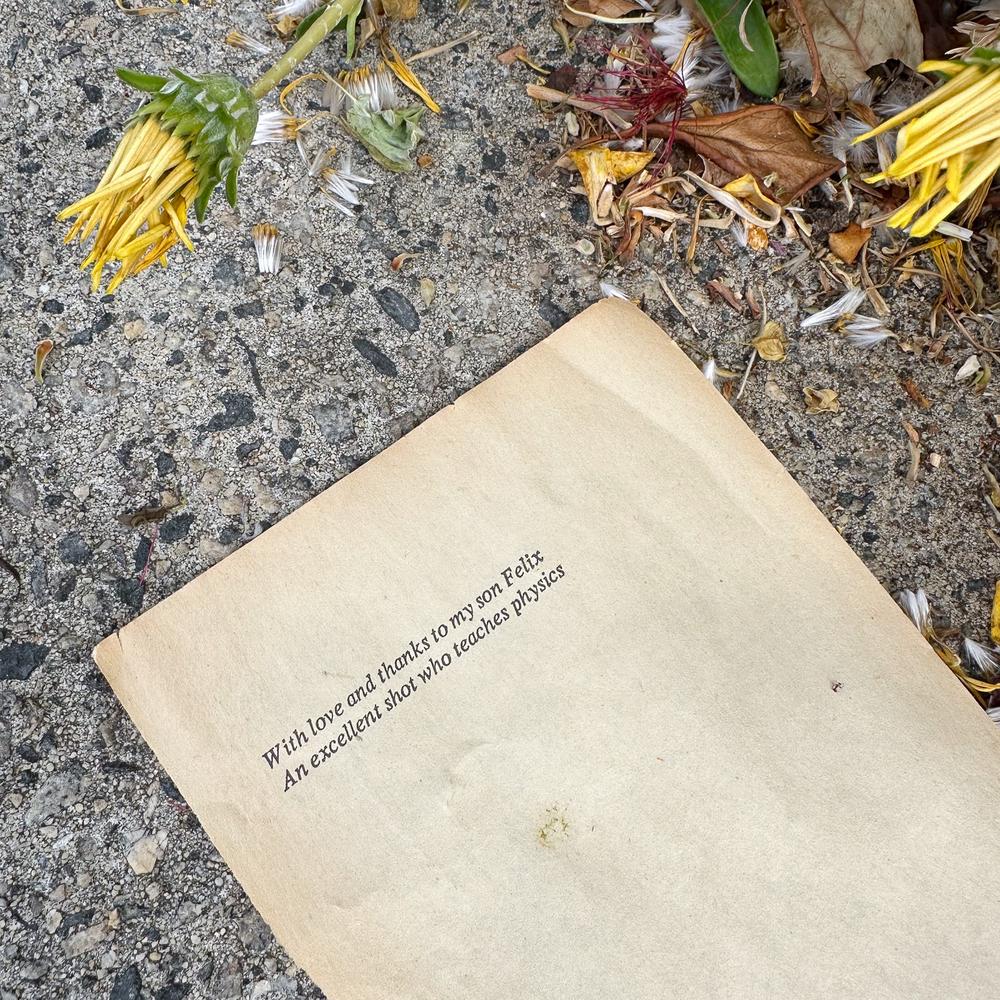 With love and thanks to my son Felix
An excellent shot who teaches physics